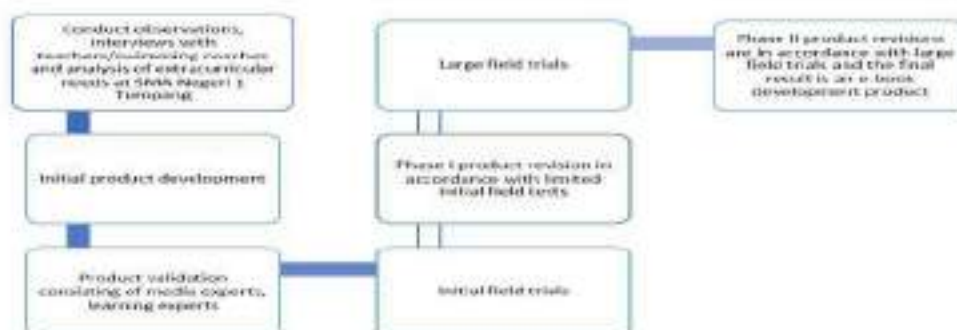 Conduct observations,
interviews with
teachers/swimming coaches
and analysis of extracurricular
needs at SMA Negeri 1
Tumpang
Initial product development
Product validation
consisting of media experts,
learning experts
Initial field trials
Phase I product revision in
accordance with limited
initial field tests
Large field trials
Phase II product revisions
are in accordance with large
field trials and the final
result is an e-book
development product